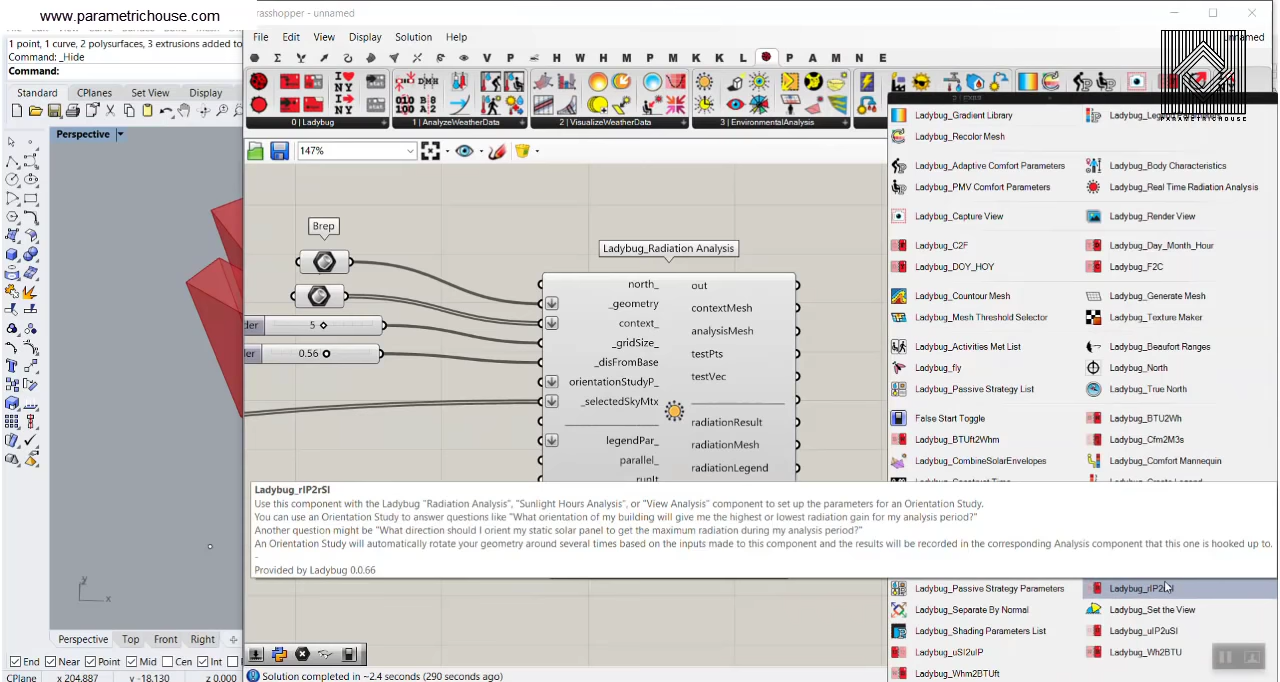 www.parametrichouse.com
rasshopper - unnamed
File Edit View Display Solution Help
unnamed
1 point, 1 curve, 2 polysurfaces, 3 extrusions added to
Command: _Hide
Command:
V P H W H M P M K K L P A M N E
Standard CPlanes Set View Display
0 | Ladybug
1 | AnalyzeWeatherData
2 | VisualizeWeatherData
3 | EnvironmentalAnalysis
PARAMETRICHOUSE
147%
Perspective
Ladybug_Gradient Library
Ladybug_Recolor Mesh
Ladybug_Adaptive Comfort Parameters
Ladybug_Body Characteristics
Ladybug_PMV Comfort Parameters
Ladybug_Real Time Radiation Analysis
Ladybug_Capture View
Ladybug_Render View
Ladybug_C2F
Ladybug_Day_Month_Hour
Ladybug_DOY_HOY
Ladybug_F2C
Ladybug_Countour Mesh
Ladybug_Generate Mesh
Ladybug_Mesh Threshold Selector
Ladybug_Texture Maker
Ladybug_Activities Met List
Ladybug_Beaufort Ranges
Ladybug_fly
Ladybug_North
Ladybug_Passive Strategy List
Ladybug_True North
False Start Toggle
Ladybug_BTU2Wh
Ladybug_BTUft2Whm
Ladybug_Cfm2M3s
Ladybug_CombineSolarEnvelopes
Ladybug_Comfort Mannequin
Brep
Ladybug_Radiation Analysis
north_
_geometry
context_
_gridSize_
_disFromBase
orientationStudyP_
_selectedSkyMtx
legendPar_
parallel_
_runIt
out
contextMesh
analysisMesh
testPts
testVec
radiationResult
radiationMesh
radiationLegend
der 5
er 0.56
Ladybug_rIP2rSI
Use this component with the Ladybug "Radiation Analysis", "Sunlight Hours Analysis", or "View Analysis" component to set up the parameters for an Orientation Study.
You can use an Orientation Study to answer questions like "What orientation of my building will give me the highest or lowest radiation gain for my analysis period?"
Another question might be "What direction should I orient my static solar panel to get the maximum radiation during my analysis period?"
An Orientation Study will automatically rotate your geometry around several times based on the inputs made to this component and the results will be recorded in the corresponding Analysis component that this one is hooked up to.
-
Provided by Ladybug 0.0.66
Ladybug_Passive Strategy Parameters
Ladybug_rIP2rSI
Ladybug_Separate By Normal
Ladybug_Set the View
Ladybug_Shading Parameters List
Ladybug_uIP2uSI
Ladybug_uSI2uIP
Ladybug_Wh2BTU
Ladybug_Whm2BTUft
y
x
Perspective Top Front Right
End Near Point Mid Cen Int
CPlane x 204.887 y -18.130 z 0.000
Solution completed in ~2.4 seconds (290 seconds ago)